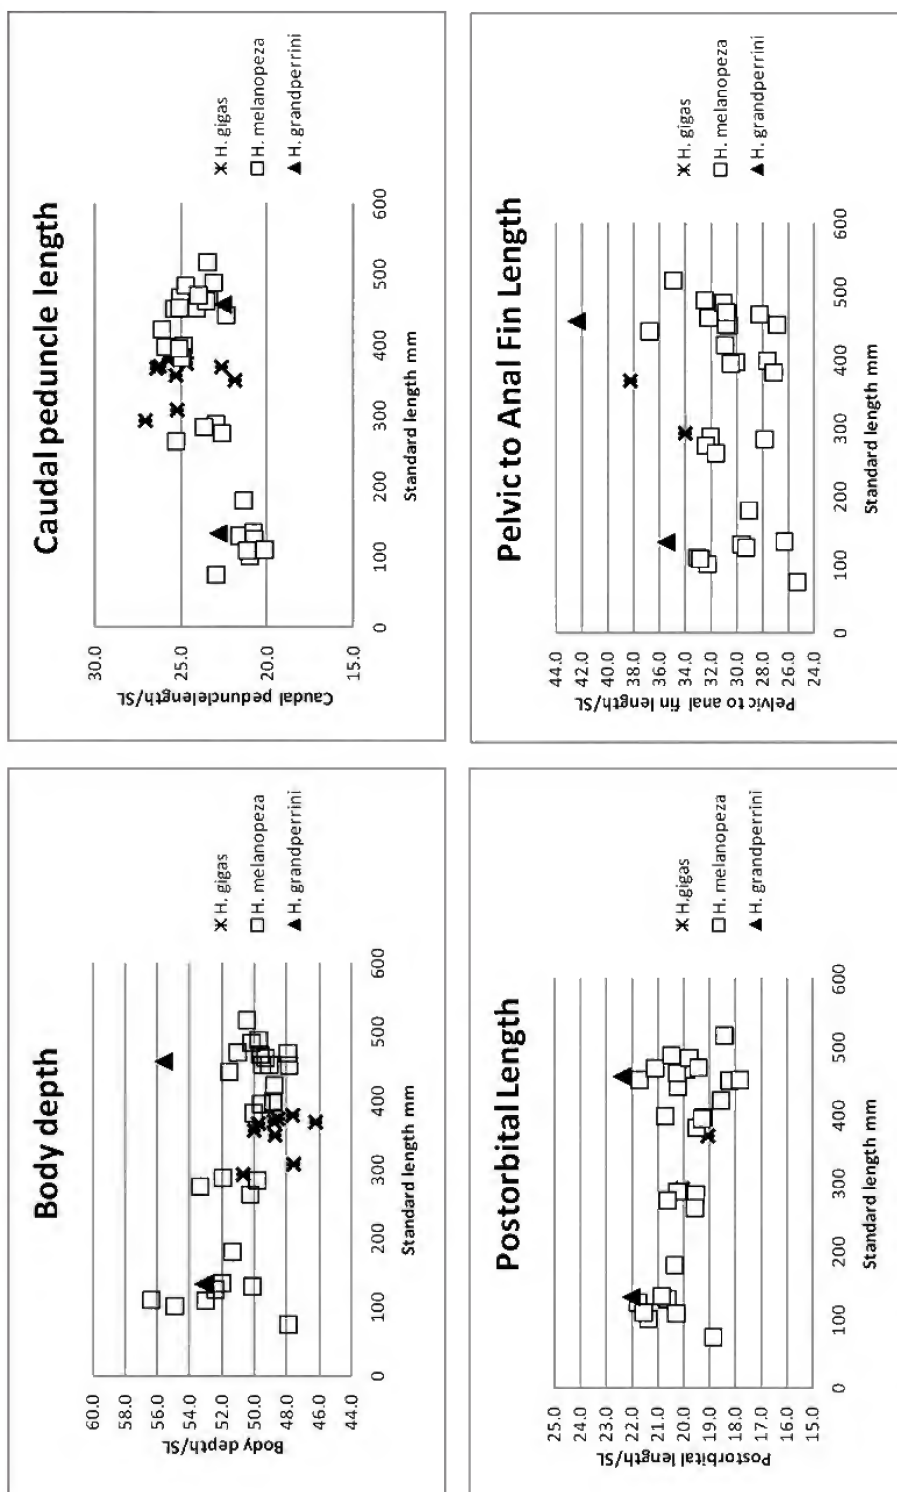 Body depth
Body depth/SL
60.0
58.0
56.0
54.0
52.0
50.0
48.0
46.0
44.0
0
100
200
300
400
500
600
Standard length mm
H. gigas
H. melanopeza
H. grandperrini
Caudal peduncle length
Caudal pedunclelength/SL
30.0
25.0
20.0
15.0
0
100
200
300
400
500
600
Standard length mm
H. gigas
H. melanopeza
H. grandperrini
Postorbital Length
Postorbital length/SL
25.0
24.0
23.0
22.0
21.0
20.0
19.0
18.0
17.0
16.0
15.0
0
100
200
300
400
500
600
Standard length mm
H.gigas
H. melanopeza
H. grandperrini
Pelvic to Anal Fin Length
Pelvic to anal fin length/SL
44.0
42.0
40.0
38.0
36.0
34.0
32.0
30.0
28.0
26.0
24.0
0
100
200
300
400
500
600
Standard length mm
H. gigas
H. melanopeza
H. grandperrini